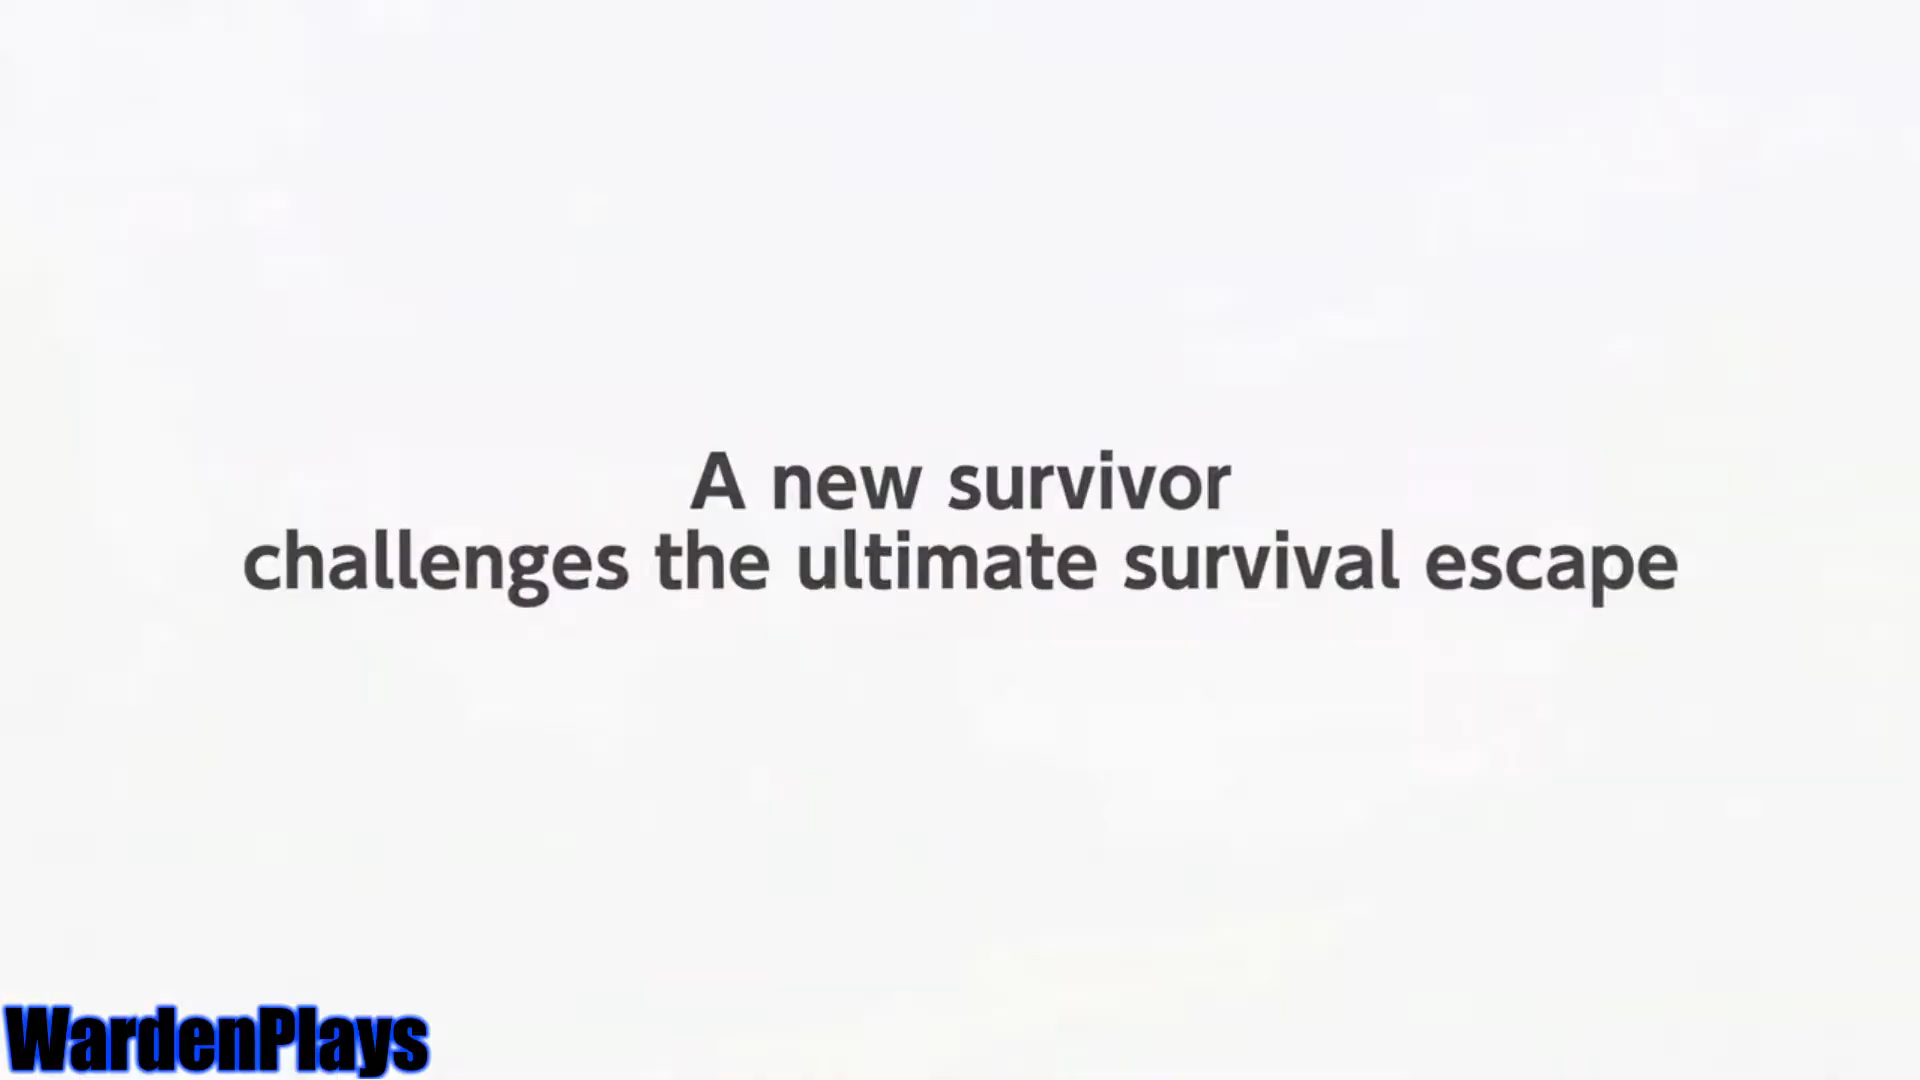 A new survivor
challenges the ultimate survival escape
WardenPlays